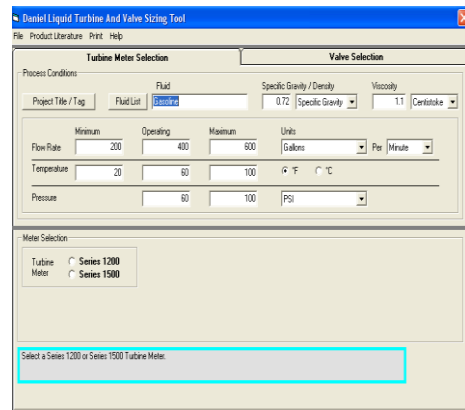 Daniel Liquid Turbine And Valve Sizing Tool
File Product Literature Print Help
Turbine Meter Selection Valve Selection
Process Conditions
Fluid Specific Gravity / Density Viscosity
Project Title / Tag Fluid List Gasoline 0.72 Specific Gravity 1.1 Centistoke
Minimum Operating Maximum Units
Flow Rate 200 400 600 Gallons Per Minute
Temperature 20 60 100 °F °C
Pressure 60 100 PSI
Meter Selection
Turbine Meter Series 1200
Series 1500
Select a Series 1200 or Series 1500 Turbine Meter.